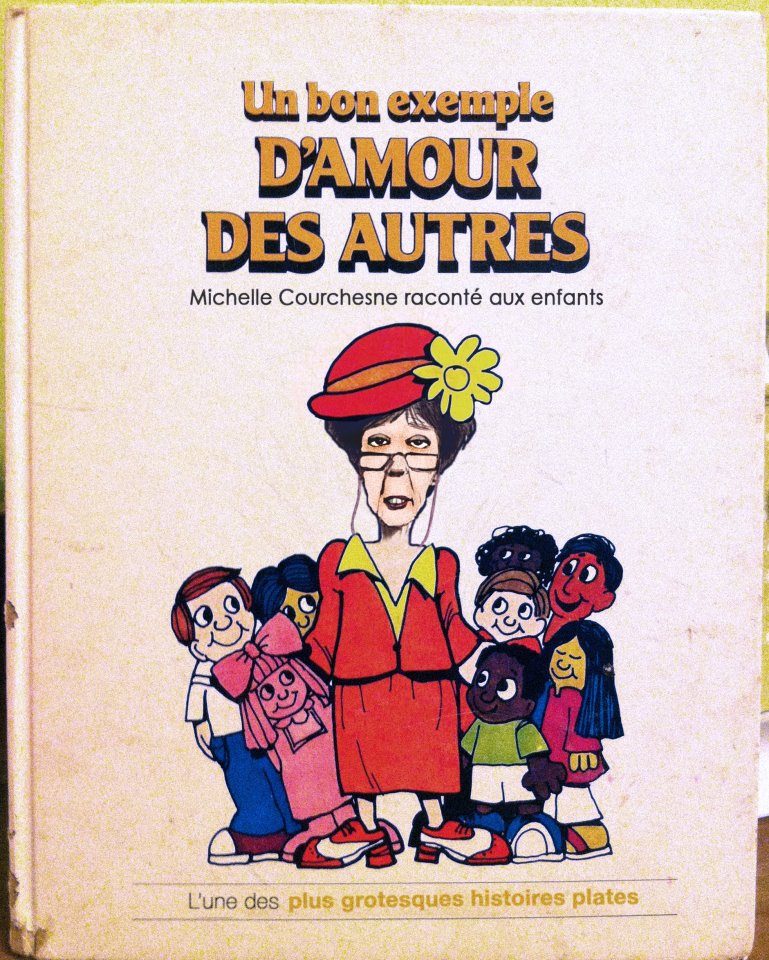 Un bon exemple
D'AMOUR
DES AUTRES
Michelle Courchesne raconté aux enfants
L'une des plus grotesques histoires plates